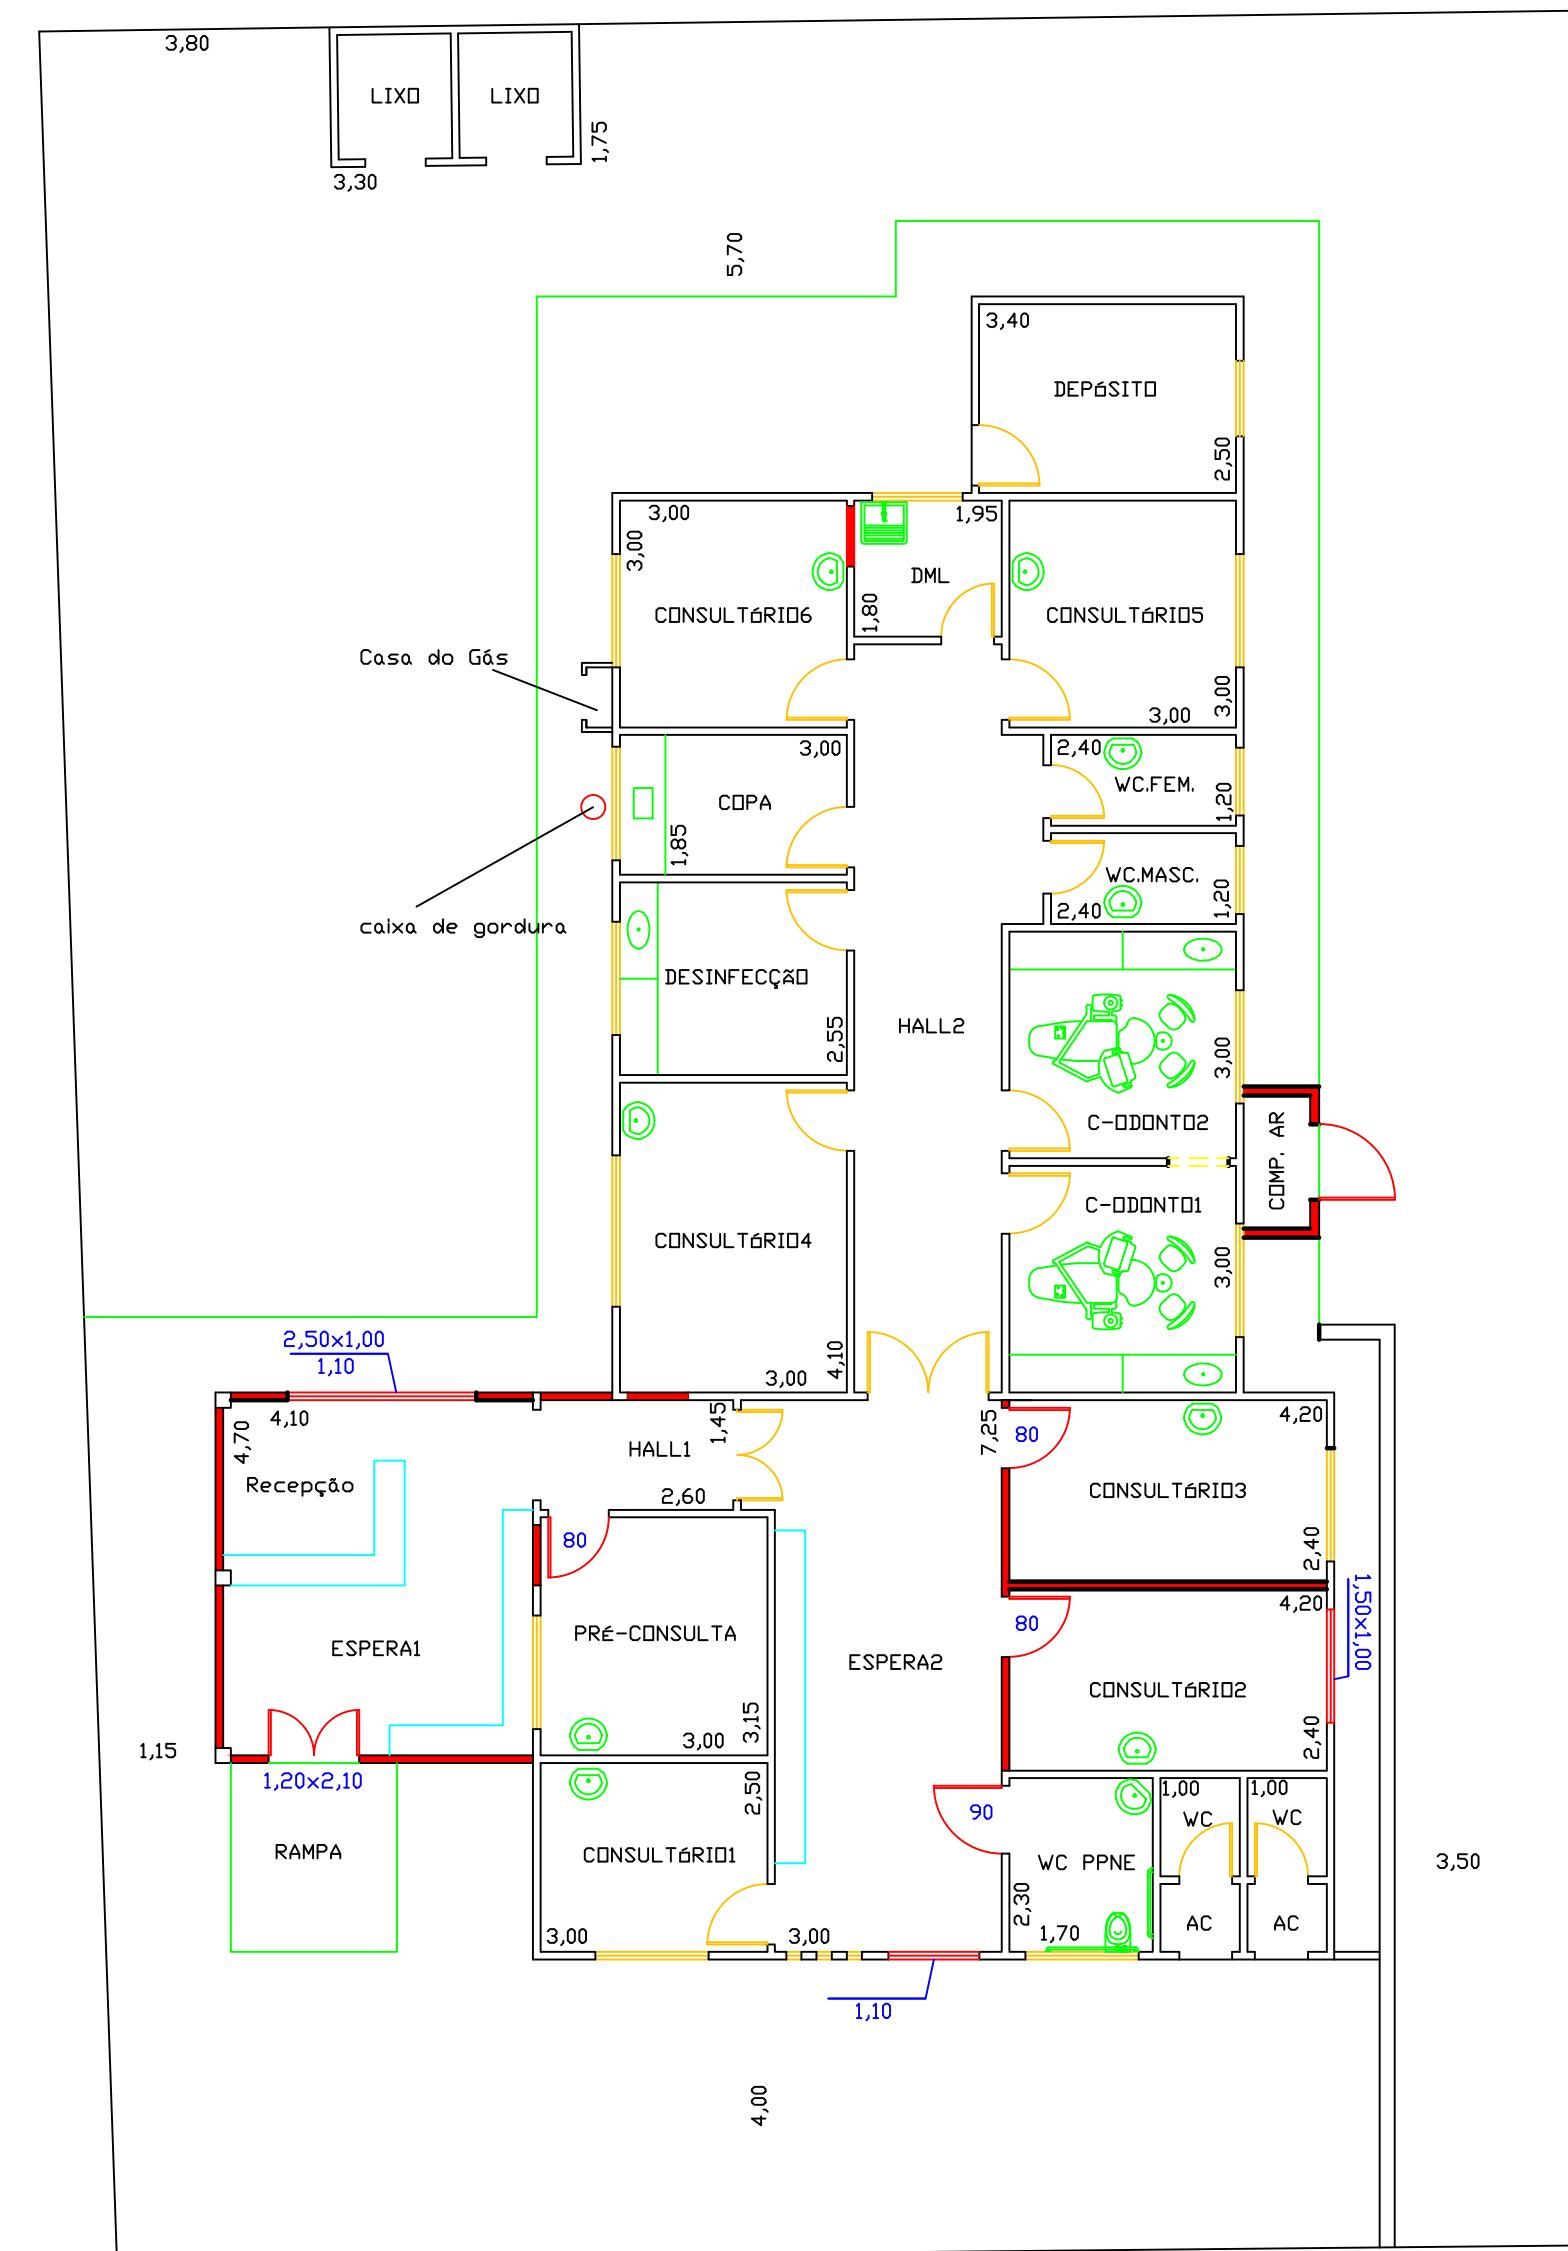 3,80
LIXO
LIXO
1,75
3,30
5,70
3,40
DEPóSITO
2,50
3,00
3,00
1,95
DML
1,80
CONSULTóRIO6
CONSULTóRIO5
3,00
3,00
Casa do Gás
3,00
COPA
1,85
2,40
WC.FEM.
1,20
WC.MASC.
1,20
2,40
caixa de gordura
DESINFECÇÃO
2,55
HALL2
3,00
C-ODONTO2
COMP. AR
C-ODONTO1
3,00
CONSULTóRIO4
4,10
3,00
2,50x1,00
1,10
4,10
4,70
Recepção
HALL1
1,45
2,60
7,25
80
4,20
CONSULTóRIO3
2,40
80
PRÉ-CONSULTA
3,15
3,00
ESPERA1
ESPERA2
80
4,20
1,50x1,00
CONSULTóRIO2
2,40
1,15
1,20x2,10
RAMPA
2,50
CONSULTóRIO1
3,00
3,00
90
WC PPNE
2,30
1,70
1,00
WC
1,00
WC
AC
AC
3,50
1,10
4,00